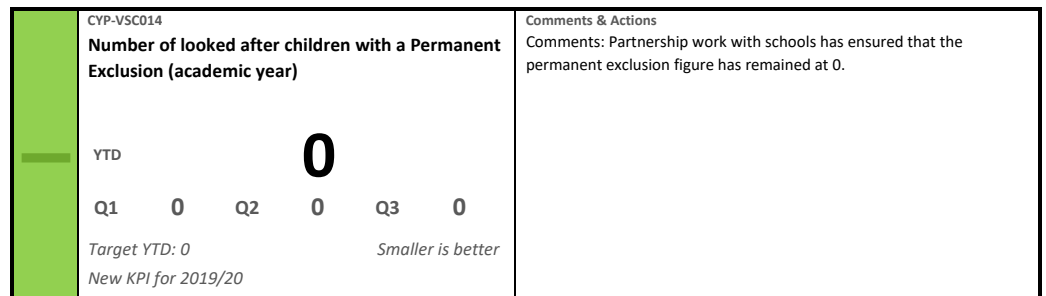 CYP-VSC014
Number of looked after children with a Permanent
Exclusion (academic year)
YTD 0
Q1 0 Q2 0 Q3 0
Target YTD: 0 Smaller is better
New KPI for 2019/20
Comments & Actions
Comments: Partnership work with schools has ensured that the
permanent exclusion figure has remained at 0.